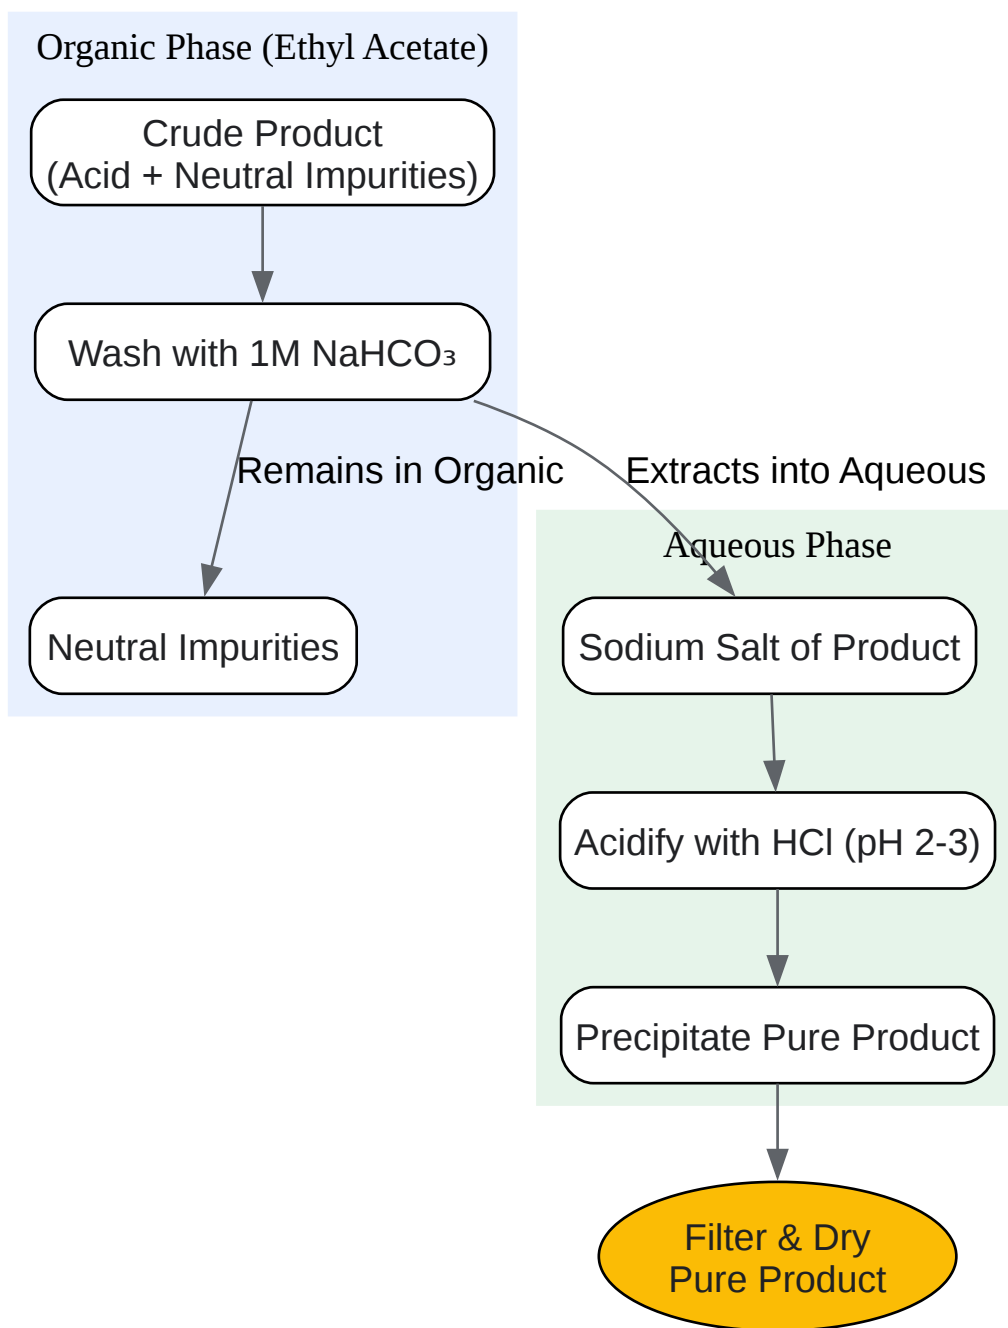 Organic Phase (Ethyl Acetate)
Crude Product
(Acid + Neutral Impurities)
Wash with 1M NaHCO₃
Remains in Organic
Extracts into Aqueous
Aqueous Phase
Neutral Impurities
Sodium Salt of Product
Acidify with HCl (pH 2-3)
Precipitate Pure Product
Filter & Dry
Pure Product